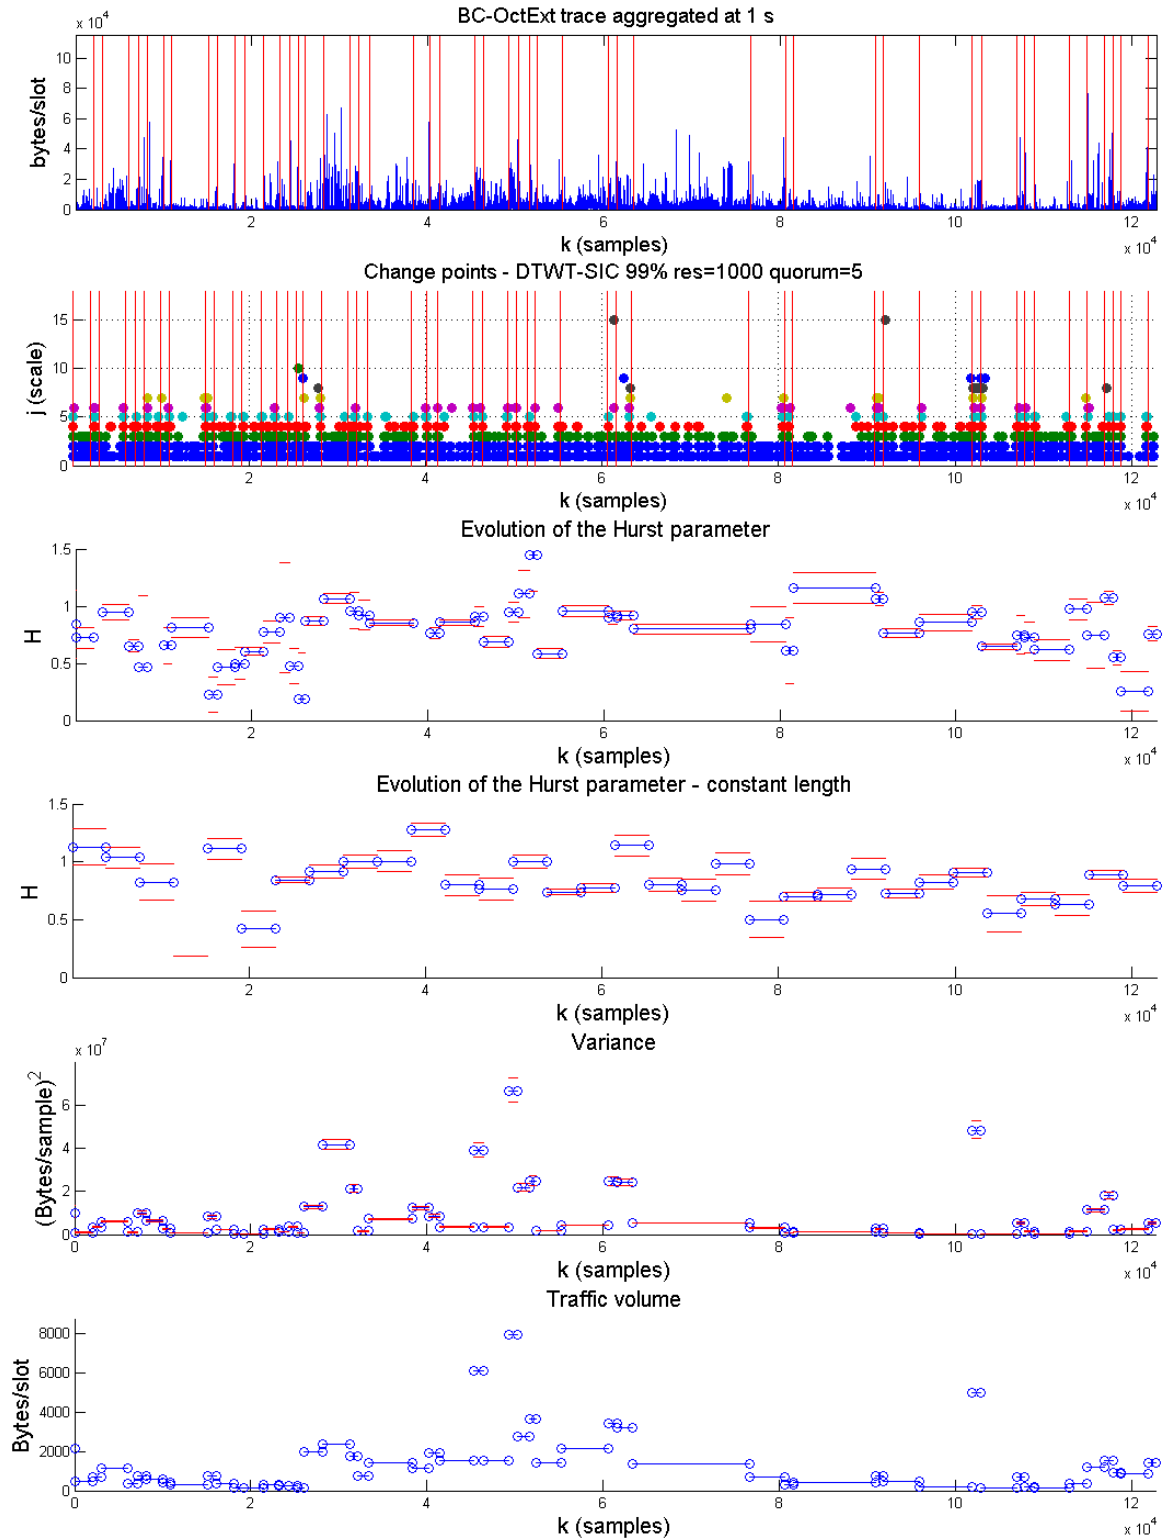 BC-OctExt trace aggregated at 1 s
x 10^4
10
8
6
4
2
0
bytes/slot
2 4 6 8 10 12
k (samples)
x 10^4
Change points - DTWT-SIC 99% res=1000 quorum=5
15
10
5
0
j (scale)
2 4 6 8 10 12
k (samples)
x 10^4
Evolution of the Hurst parameter
1.5
1
0.5
0
H
2 4 6 8 10 12
k (samples)
x 10^4
Evolution of the Hurst parameter - constant length
1.5
1
0.5
0
H
2 4 6 8 10 12
k (samples)
x 10^4
Variance
x 10^7
6
4
2
0
(Bytes/sample)^2
0 2 4 6 8 10 12
k (samples)
x 10^4
Traffic volume
8000
6000
4000
2000
0
Bytes/slot
0 2 4 6 8 10 12
k (samples)
x 10^4